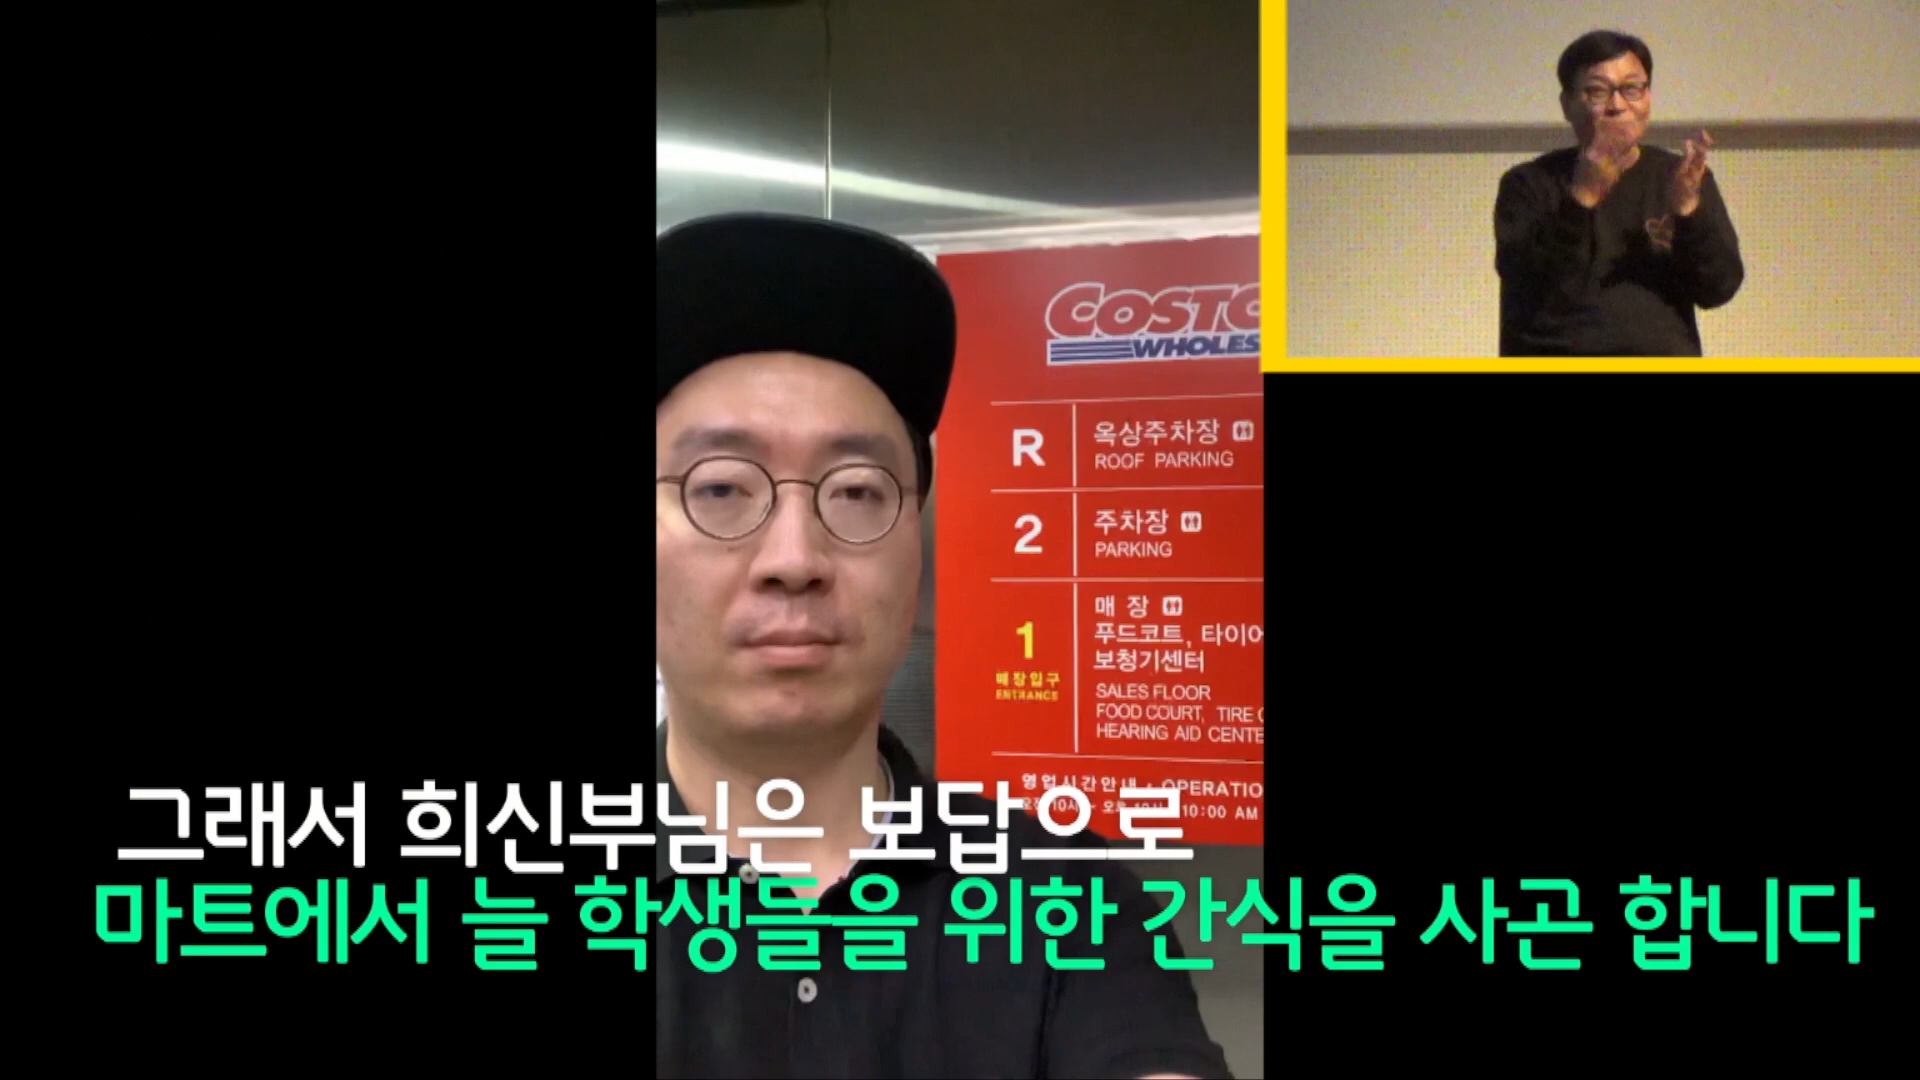 COSTC
WHOLES
R
옥상주차장
ROOF PARKING
2
주차장
PARKING
1
매장입구
ENTRANCE
매 장
푸드코트, 타이어
보청기센터
SALES FLOOR
FOOD COURT, TIRE C
HEARING AID CENTE
영업시간안내 · OPERATIO
10:00 AM
그래서 희신부님은 보답으로
마트에서 늘 학생들을 위한 간식을 사곤 합니다